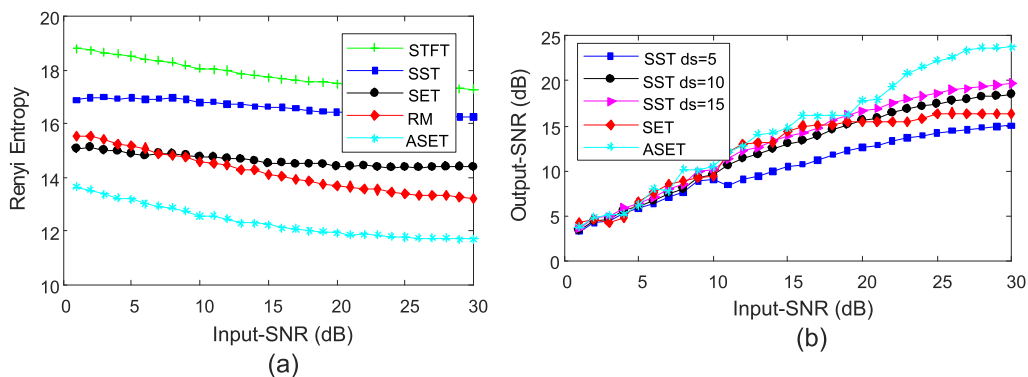 20
18
16
14
12
10
Renyi Entropy
STFT
SST
SET
RM
ASET
0 5 10 15 20 25 30
Input-SNR (dB)
(a)
25
20
15
10
5
0
Output-SNR (dB)
SST ds=5
SST ds=10
SST ds=15
SET
ASET
0 5 10 15 20 25 30
Input-SNR (dB)
(b)